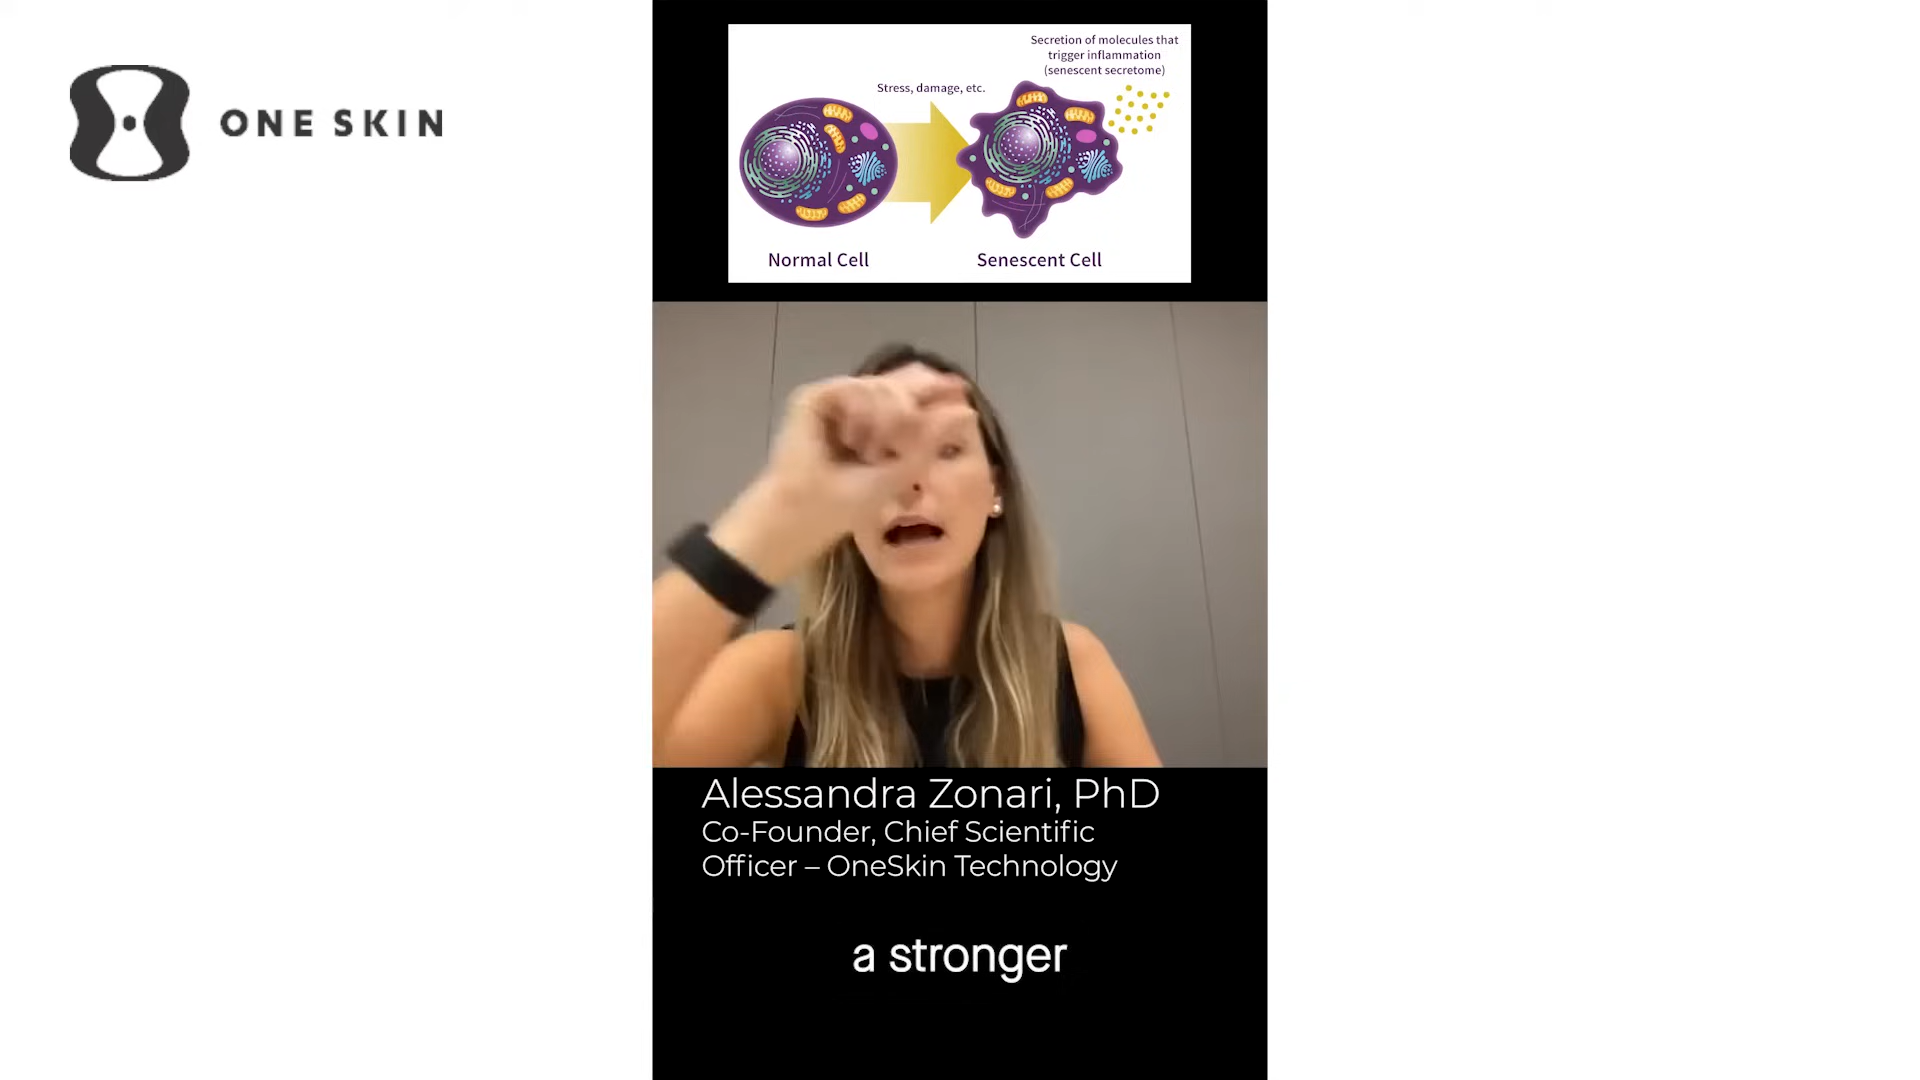 ONE SKIN
Secretion of molecules that
trigger inflammation
(senescent secretome)
Stress, damage, etc.
Normal Cell
Senescent Cell
Alessandra Zonari, PhD
Co-Founder, Chief Scientific
Officer – OneSkin Technology
a stronger